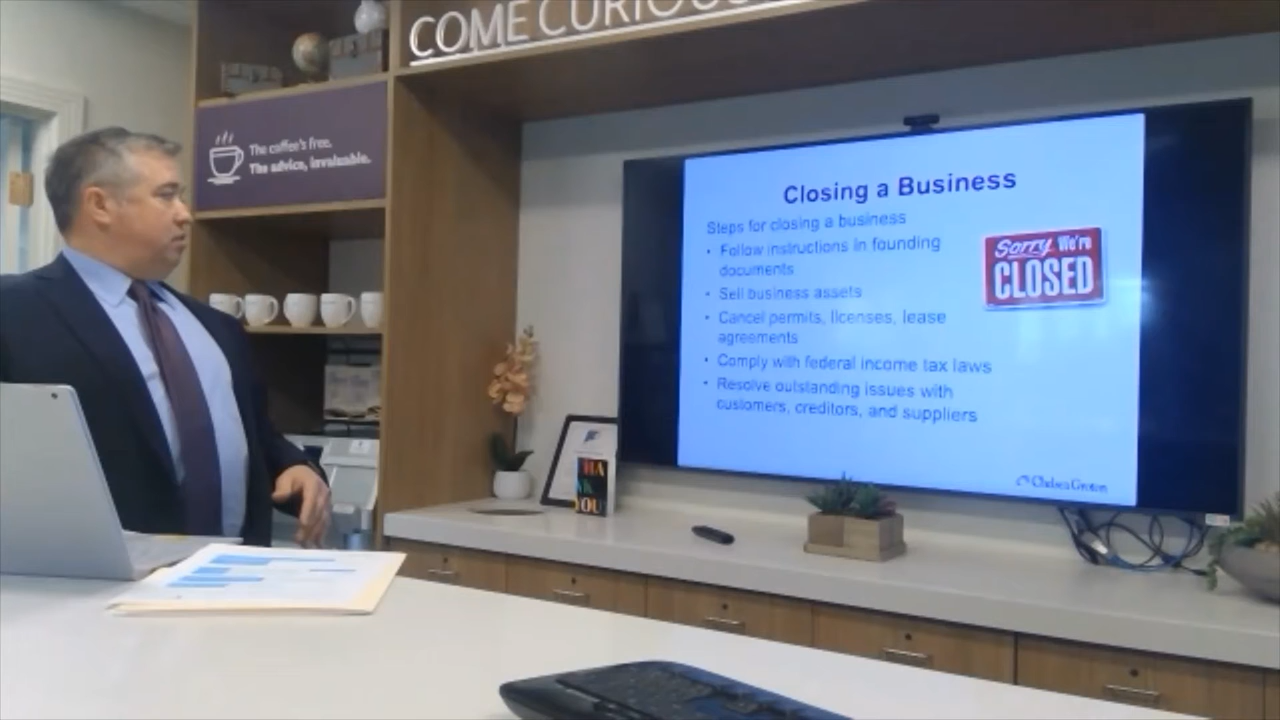 COME CURIOUS
The coffee's free.
The advice, invaluable.
Closing a Business
Steps for closing a business
• Follow instructions in founding
documents
• Sell business assets
• Cancel permits, licenses, lease
agreements
• Comply with federal income tax laws
• Resolve outstanding issues with
customers, creditors, and suppliers
Sorry We're
CLOSED
Chelsea Groton
THA
NK
YOU